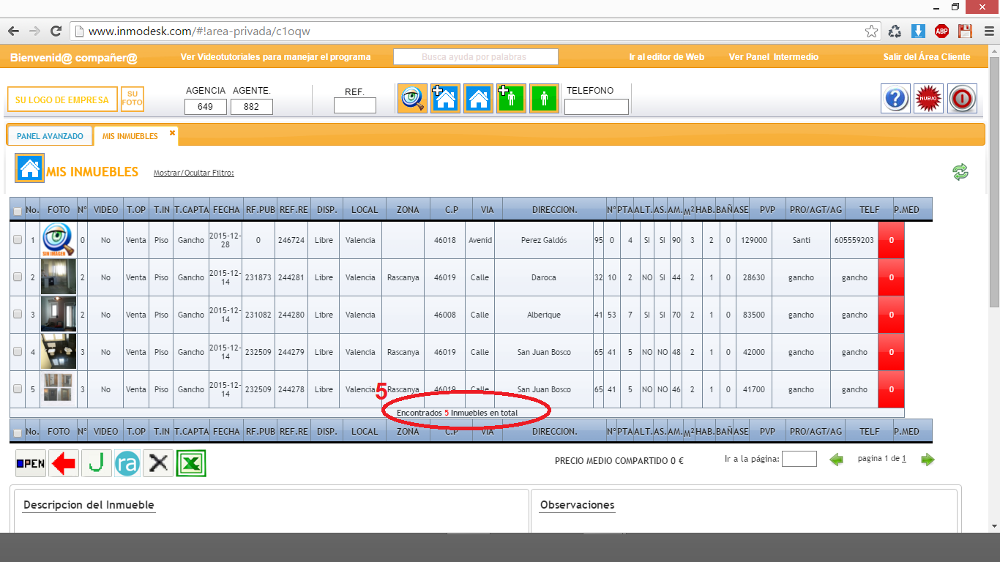 www.inmodesk.com/#!area-privada/c1oqw
ABP
Bienvenid@ compañer@ Ver Videotutoriales para manejar el programa Busca ayuda por palabras Ir al editor de Web Ver Panel Intermedio Salir del Área Cliente
SU LOGO DE EMPRESA SU FOTO AGENCIA AGENTE. REF. TELEFONO NUEVO
649 882
PANEL AVANZADO MIS INMUEBLES
MIS INMUEBLES Mostrar/Ocultar Filtro:
No. FOTO Nº VIDEO T.OP T.IN T.CAPTA FECHA RF.PUB REF.RE DISP. LOCAL ZONA C.P VIA DIRECCION. Nº PTA ALT. AS. AM. M2 HAB. BAÑ ASE PVP PRO/AGT/AG TELF P.MED
1 SIN IMAGEN 0 No Venta Piso Gancho 2015-12-28 0 246724 Libre Valencia 46018 Avenid Perez Galdós 95 0 4 SI SI 90 3 2 0 129000 Santi 605559203 0
2 2 No Venta Piso Gancho 2015-12-14 231873 244281 Libre Valencia Rascanya 46019 Calle Daroca 32 10 2 NO SI 44 2 1 0 28630 gancho gancho 0
3 2 No Venta Piso Gancho 2015-12-14 231082 244280 Libre Valencia 46008 Calle Alberique 41 53 7 SI SI 70 2 1 0 83500 gancho gancho 0
4 3 No Venta Piso Gancho 2015-12-14 232509 244279 Libre Valencia Rascanya 46019 Calle San Juan Bosco 65 41 5 NO NO 48 2 1 0 42000 gancho gancho 0
5 3 No Venta Piso Gancho 2015-12-14 232509 244278 Libre Valencia Rascanya 46019 Calle San Juan Bosco 65 41 5 NO NO 46 2 1 0 41700 gancho gancho 0
5
Encontrados 5 Inmuebles en total
No. FOTO Nº VIDEO T.OP T.IN T.CAPTA FECHA RF.PUB REF.RE DISP. LOCAL ZONA C.P VIA DIRECCION. Nº PTA ALT. AS. AM. M2 HAB. BAÑ ASE PVP PRO/AGT/AG TELF P.MED
OPEN J ra X X PRECIO MEDIO COMPARTIDO 0 € Ir a la página: pagina 1 de 1
Descripcion del Inmueble Observaciones